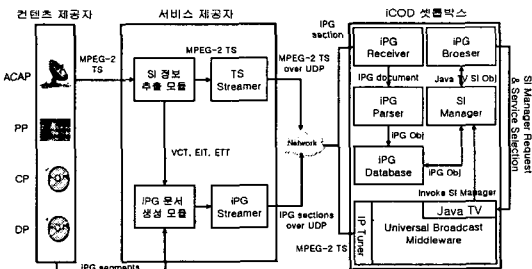 컨텐츠 제공자
서비스 제공자
iCOD 셋톱박스
ACAP
PP
CP
DP
MPEG-2
TS
MPEG-2 TS
SI 정보
추출 모듈
TS
Streamer
MPEG-2 TS
over UDP
VCT, EIT, ETT
Network
iPG 문서
생성 모듈
iPG
Streamer
IPG sections
over UDP
iPG segments
IPG
section
iPG
Receiver
iPG
Broeser
IPG document
Java TV SI Obj
iPG
Parser
SI
Manager
IPG Obj
iPG
Database
iPG Obj
Invoke SI Manager
SI Manager Request
& Service Selection
MPEG-2 TS
IP Tuner
Java TV
Universal Broadcast
Middleware